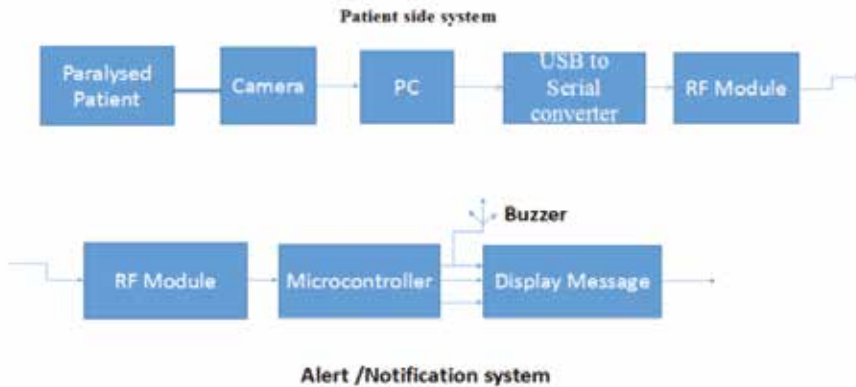 Patient side system
Paralysed
Patient
Camera
PC
USB to
Serial
converter
RF Module
Buzzer
RF Module
Microcontroller
Display Message
Alert /Notification system